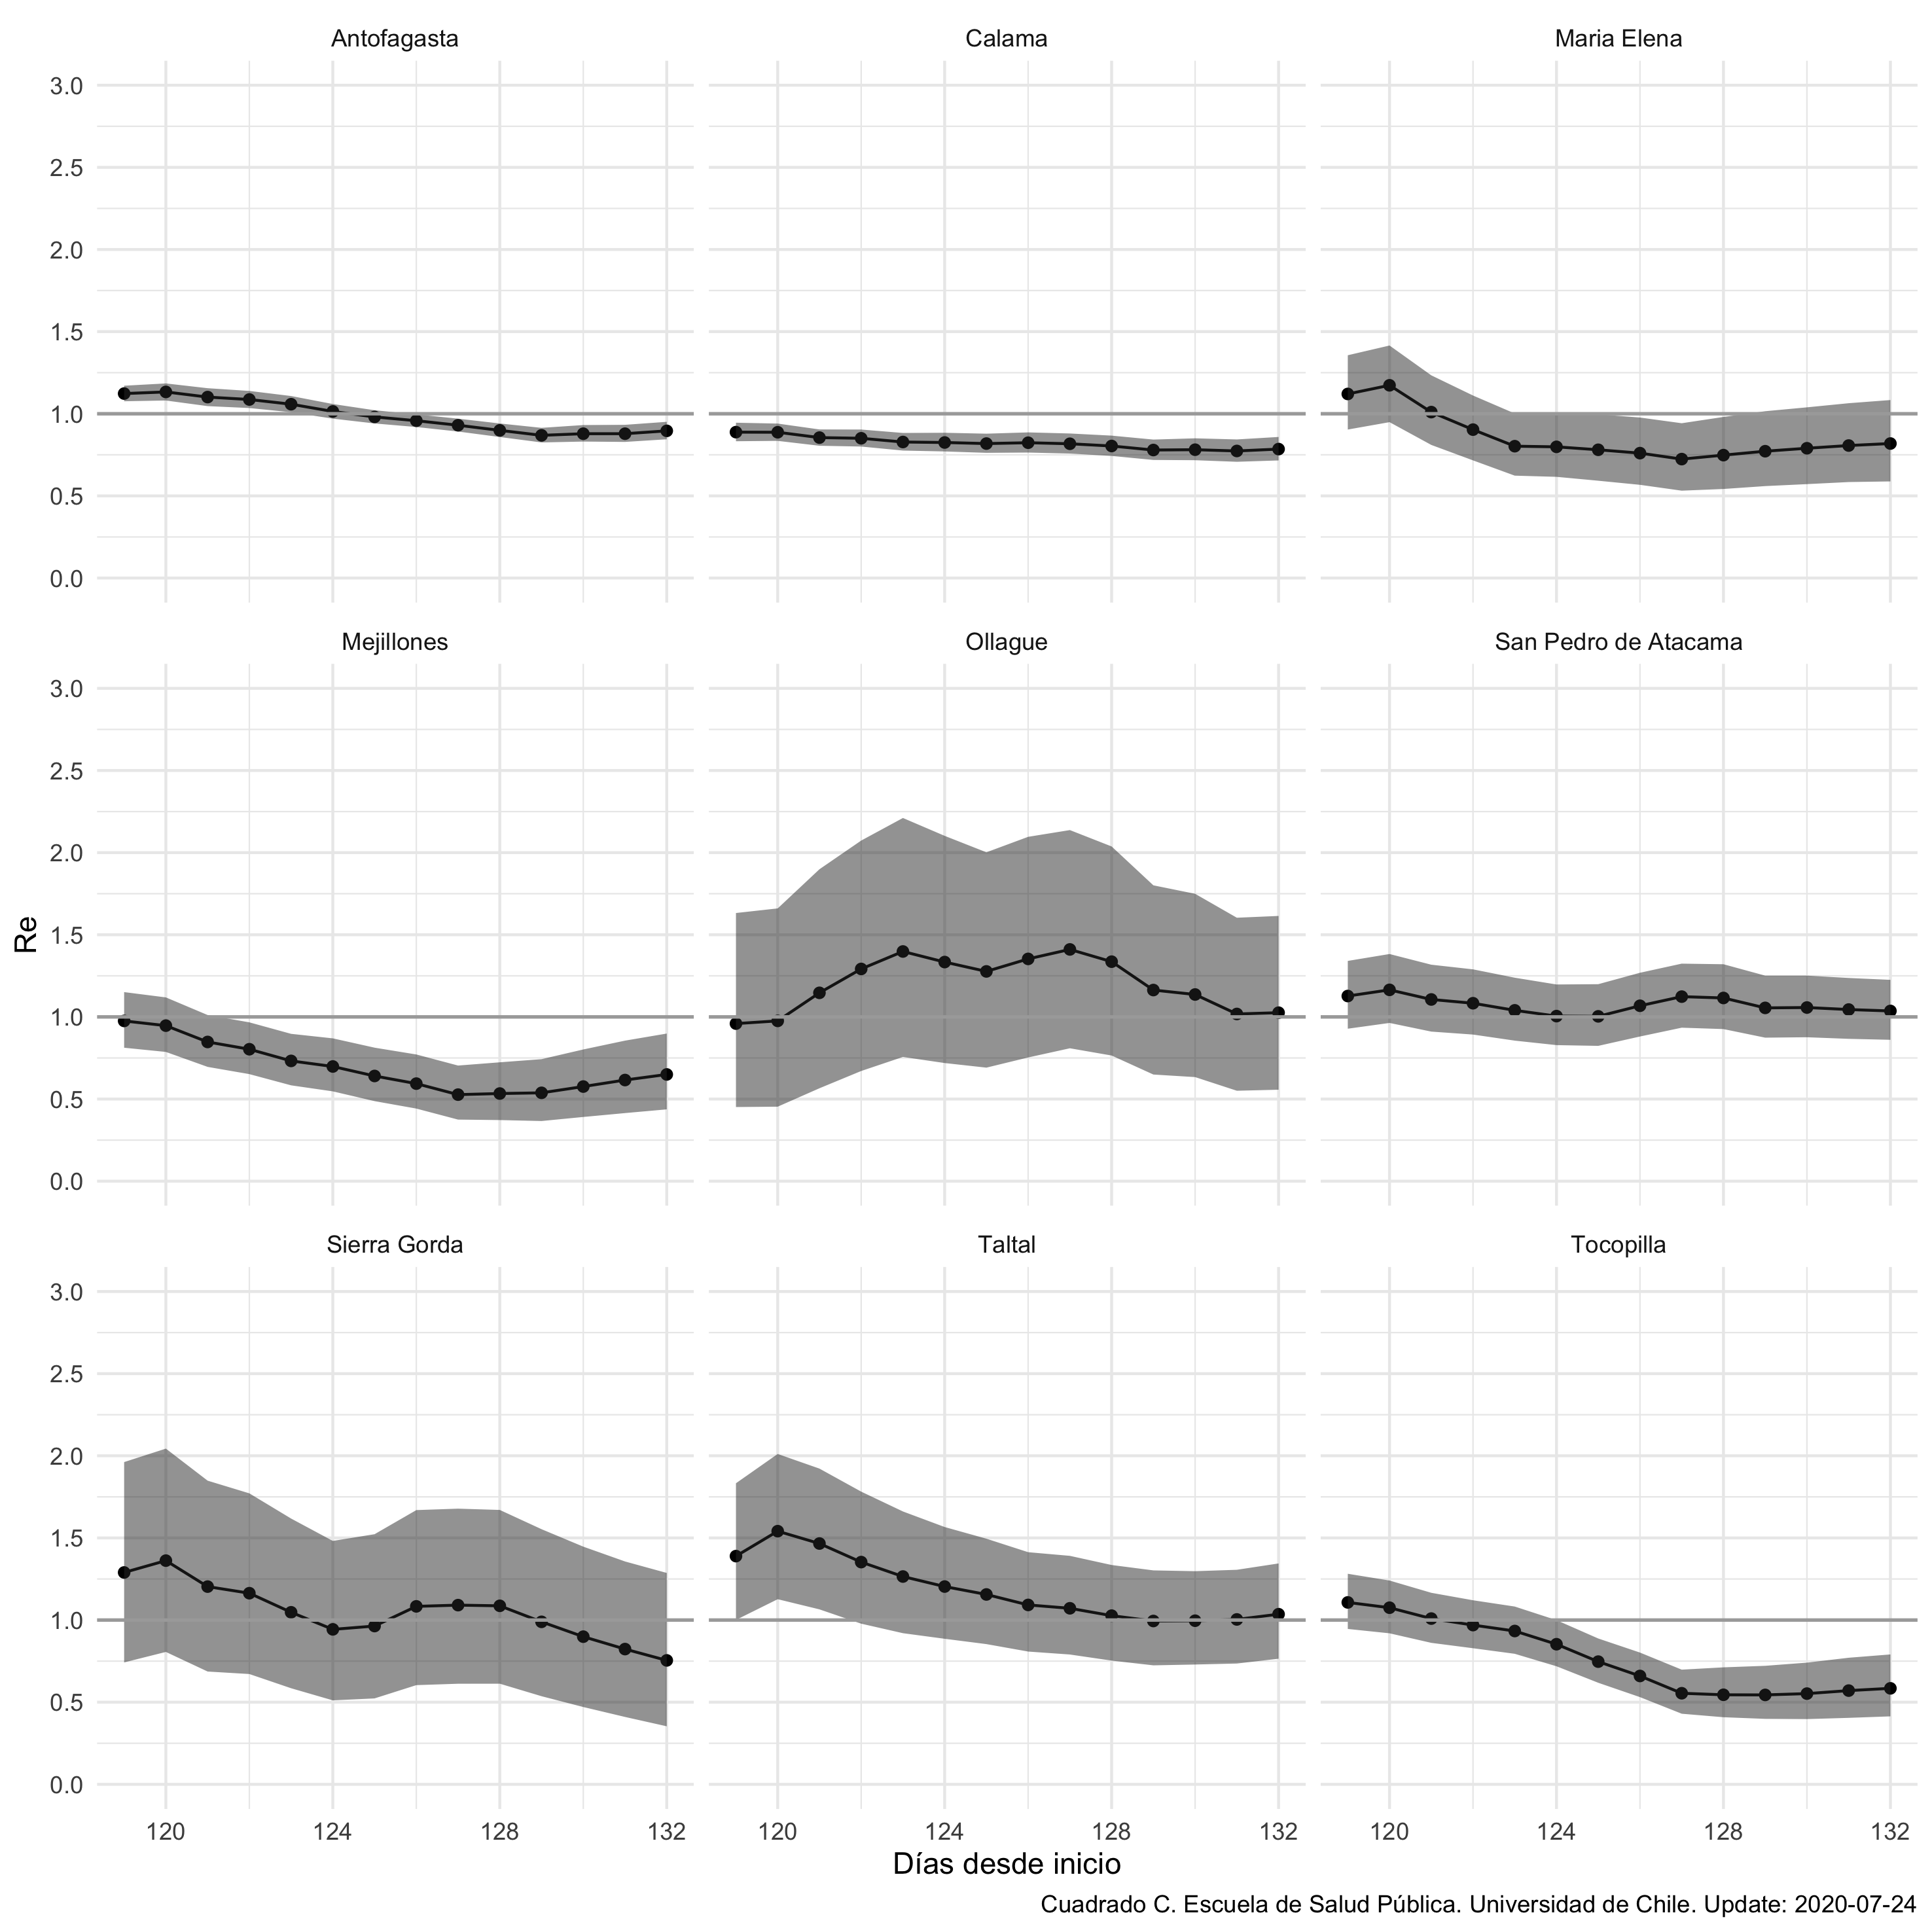 Antofagasta
Calama
Maria Elena
3.0
2.5
2.0
1.5
1.0
0.5
0.0
Mejillones
Ollague
San Pedro de Atacama
3.0
2.5
2.0
1.5
1.0
0.5
0.0
Re
Sierra Gorda
Taltal
Tocopilla
3.0
2.5
2.0
1.5
1.0
0.5
0.0
120 124 128 132
120 124 128 132
120 124 128 132
Días desde inicio
Cuadrado C. Escuela de Salud Pública. Universidad de Chile. Update: 2020-07-24